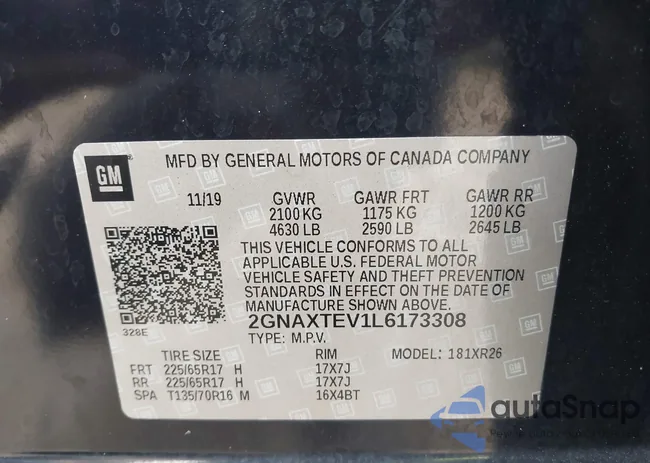 GM
MFD BY GENERAL MOTORS OF CANADA COMPANY
11/19 GVWR GAWR FRT GAWR RR
2100 KG 1175 KG 1200 KG
4630 LB 2590 LB 2645 LB
THIS VEHICLE CONFORMS TO ALL
APPLICABLE U.S. FEDERAL MOTOR
VEHICLE SAFETY AND THEFT PREVENTION
STANDARDS IN EFFECT ON THE DATE OF
MANUFACTURE SHOWN ABOVE.
328E
2GNAXTEV1L6173308
TYPE: M.P.V.
TIRE SIZE RIM MODEL: 181XR26
FRT 225/65R17 H 17X7J
RR 225/65R17 H 17X7J
SPA T135/70R16 M 16X4BT
autoSnap